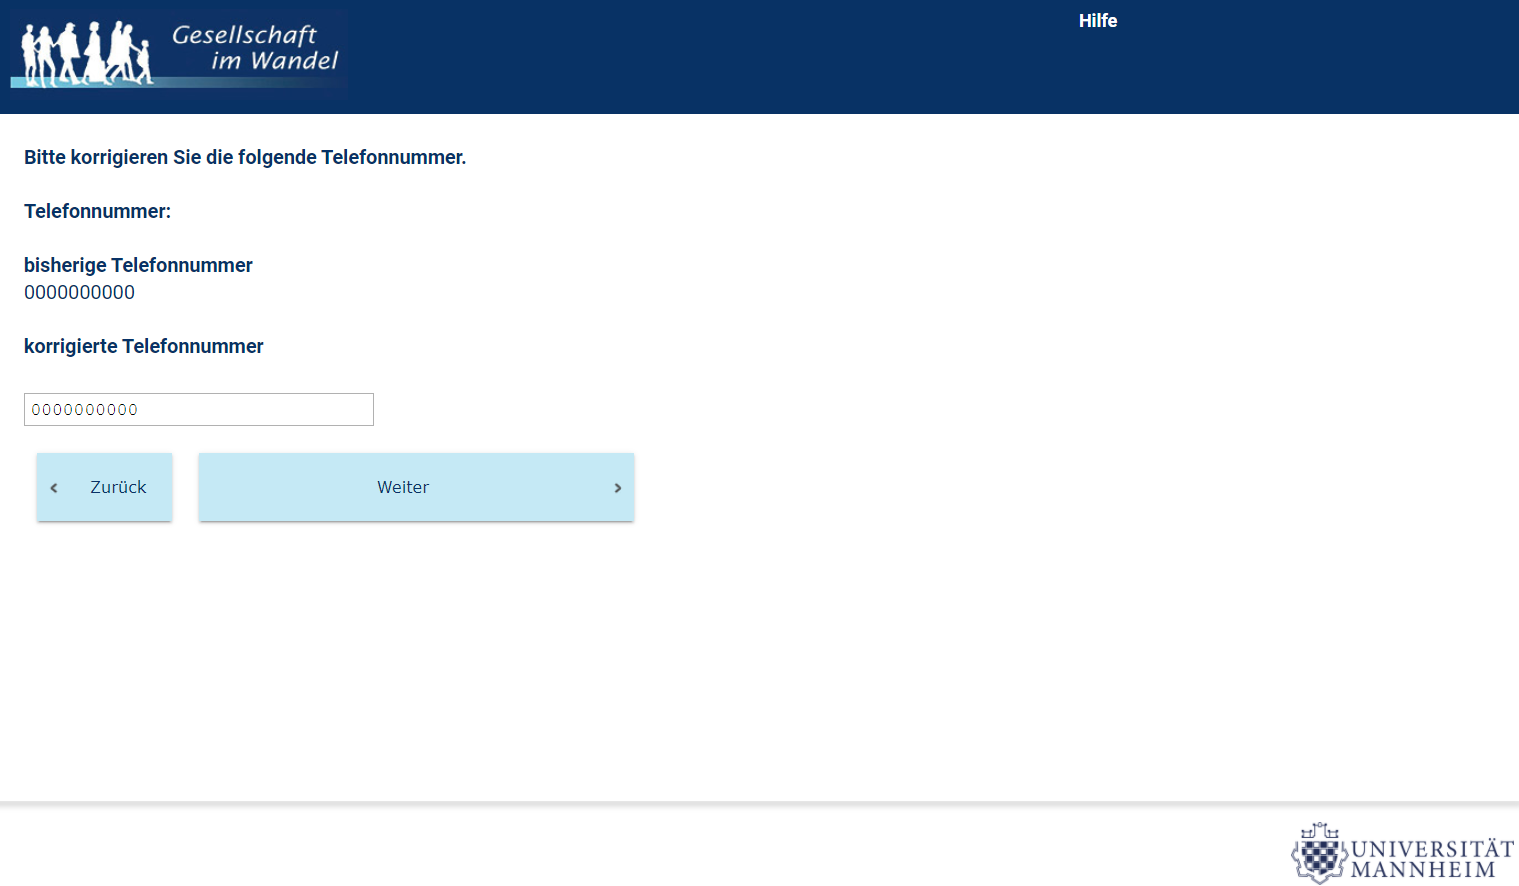 Gesellschaft
im Wandel
Hilfe
Bitte korrigieren Sie die folgende Telefonnummer.
Telefonnummer:
bisherige Telefonnummer
0000000000
korrigierte Telefonnummer
0000000000
Zurück
Weiter
UNIVERSITÄT
MANNHEIM